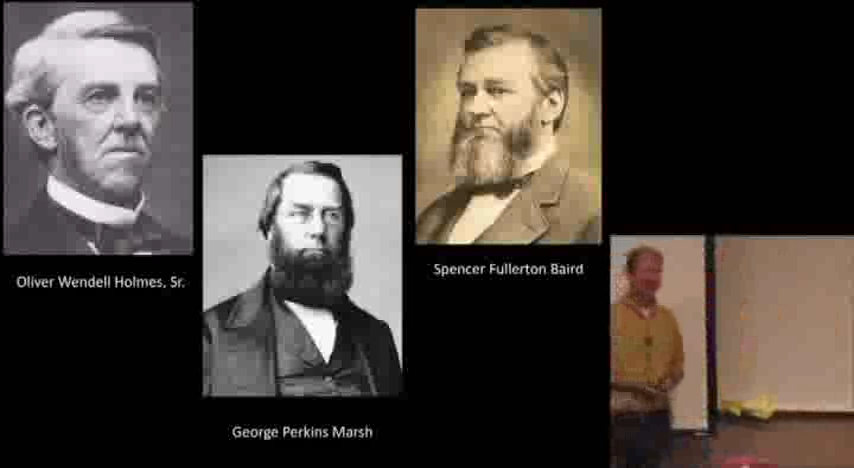 Oliver Wendell Holmes, Sr.
Spencer Fullerton Baird
George Perkins Marsh